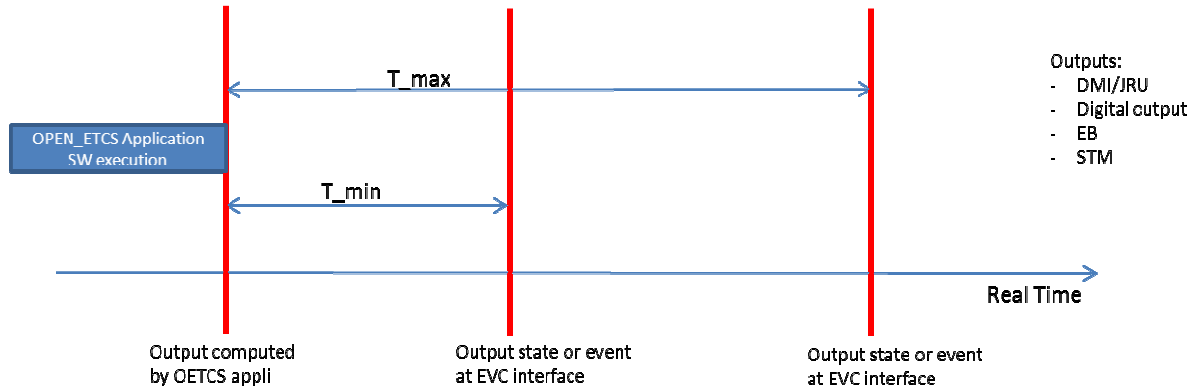 T_max
Outputs:
- DMI/JRU
- Digital output
- EB
- STM
OPEN_ETCS Application
SW execution
T_min
Real Time
Output computed
by OETCS appli
Output state or event
at EVC interface
Output state or event
at EVC interface